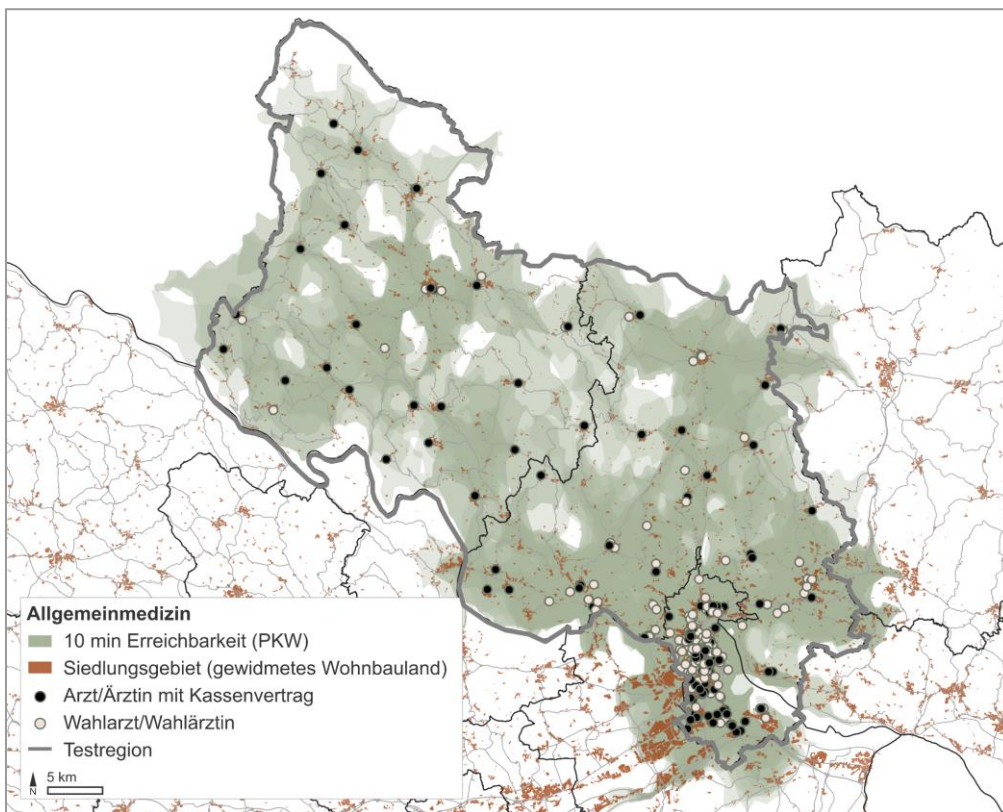 Allgemeinmedizin
10 min Erreichbarkeit (PKW)
Siedlungsgebiet (gewidmetes Wohnbauland)
Arzt/Ärztin mit Kassenvertrag
Wahlarzt/Wahlärztin
Testregion
N
5 km